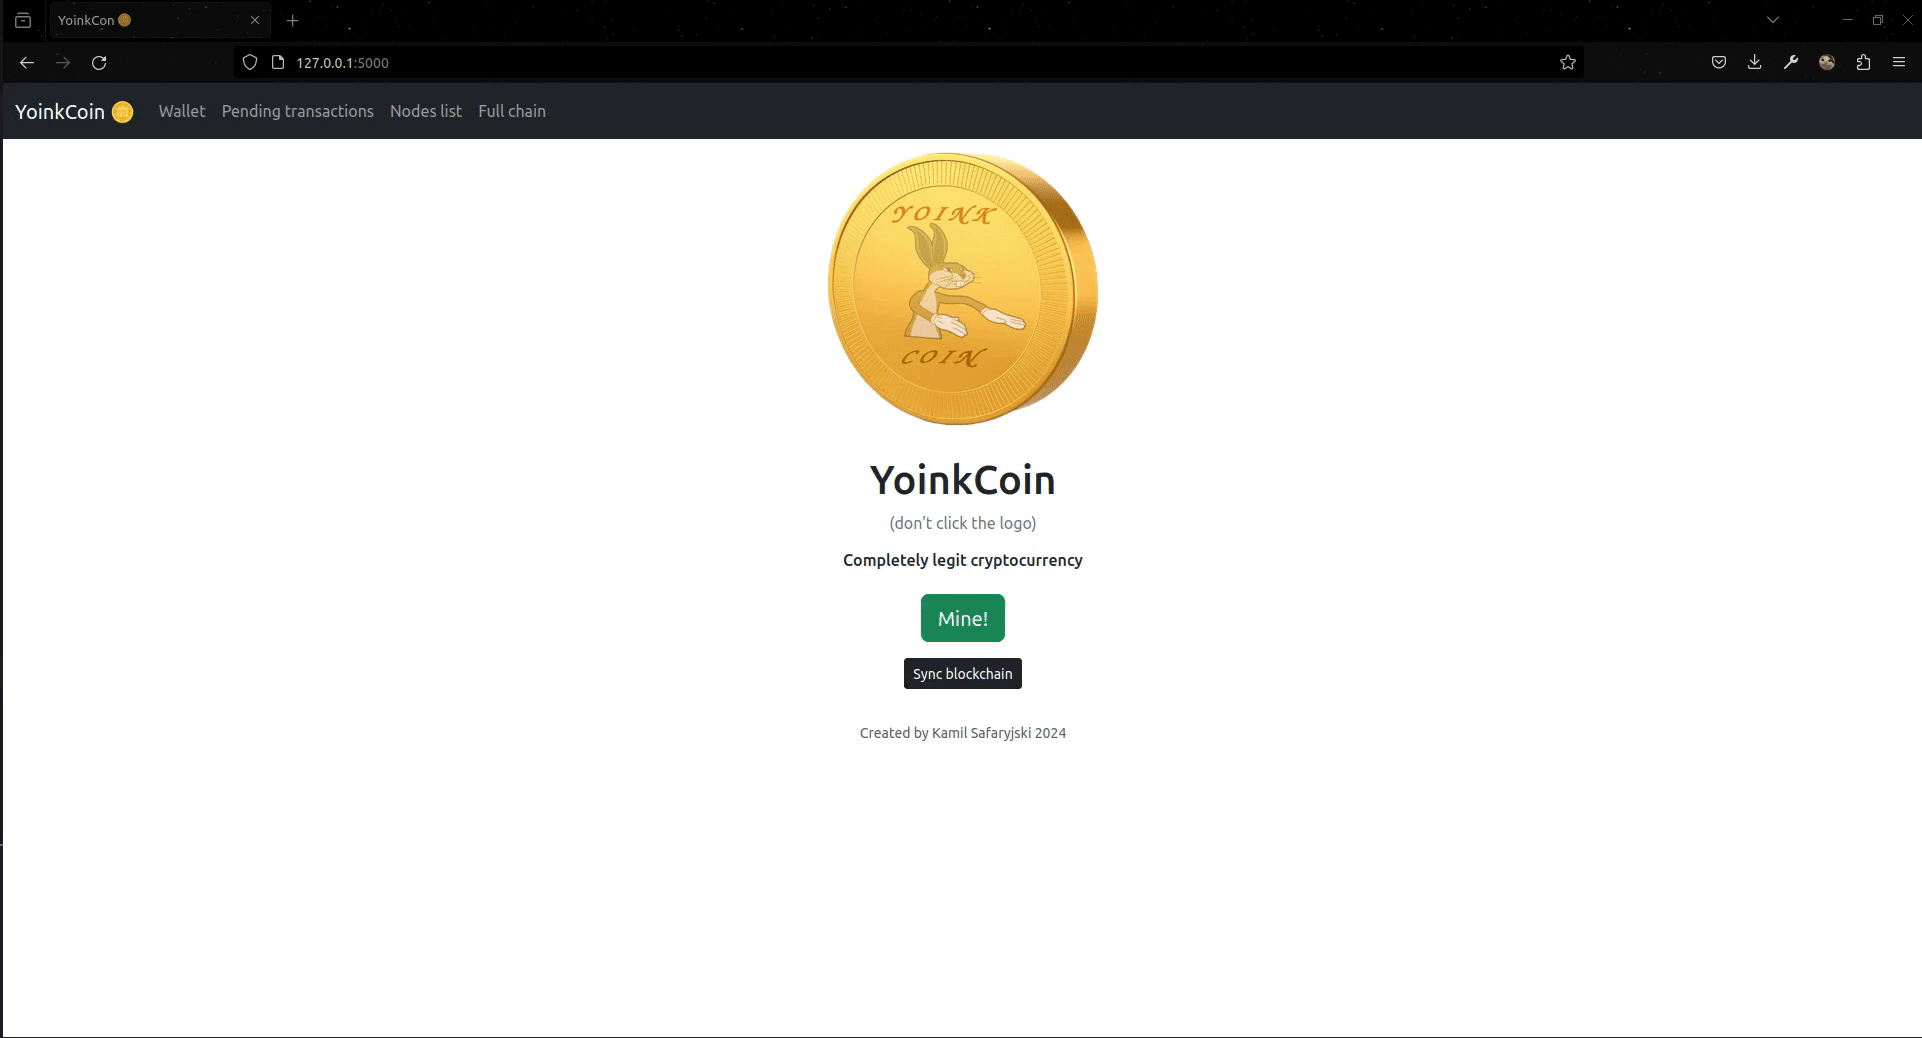 YoinkCon
127.0.0.1:5000
YoinkCoin Wallet Pending transactions Nodes list Full chain
YOINK
COIN
YoinkCoin
(don't click the logo)
Completely legit cryptocurrency
Mine!
Sync blockchain
Created by Kamil Safaryjski 2024